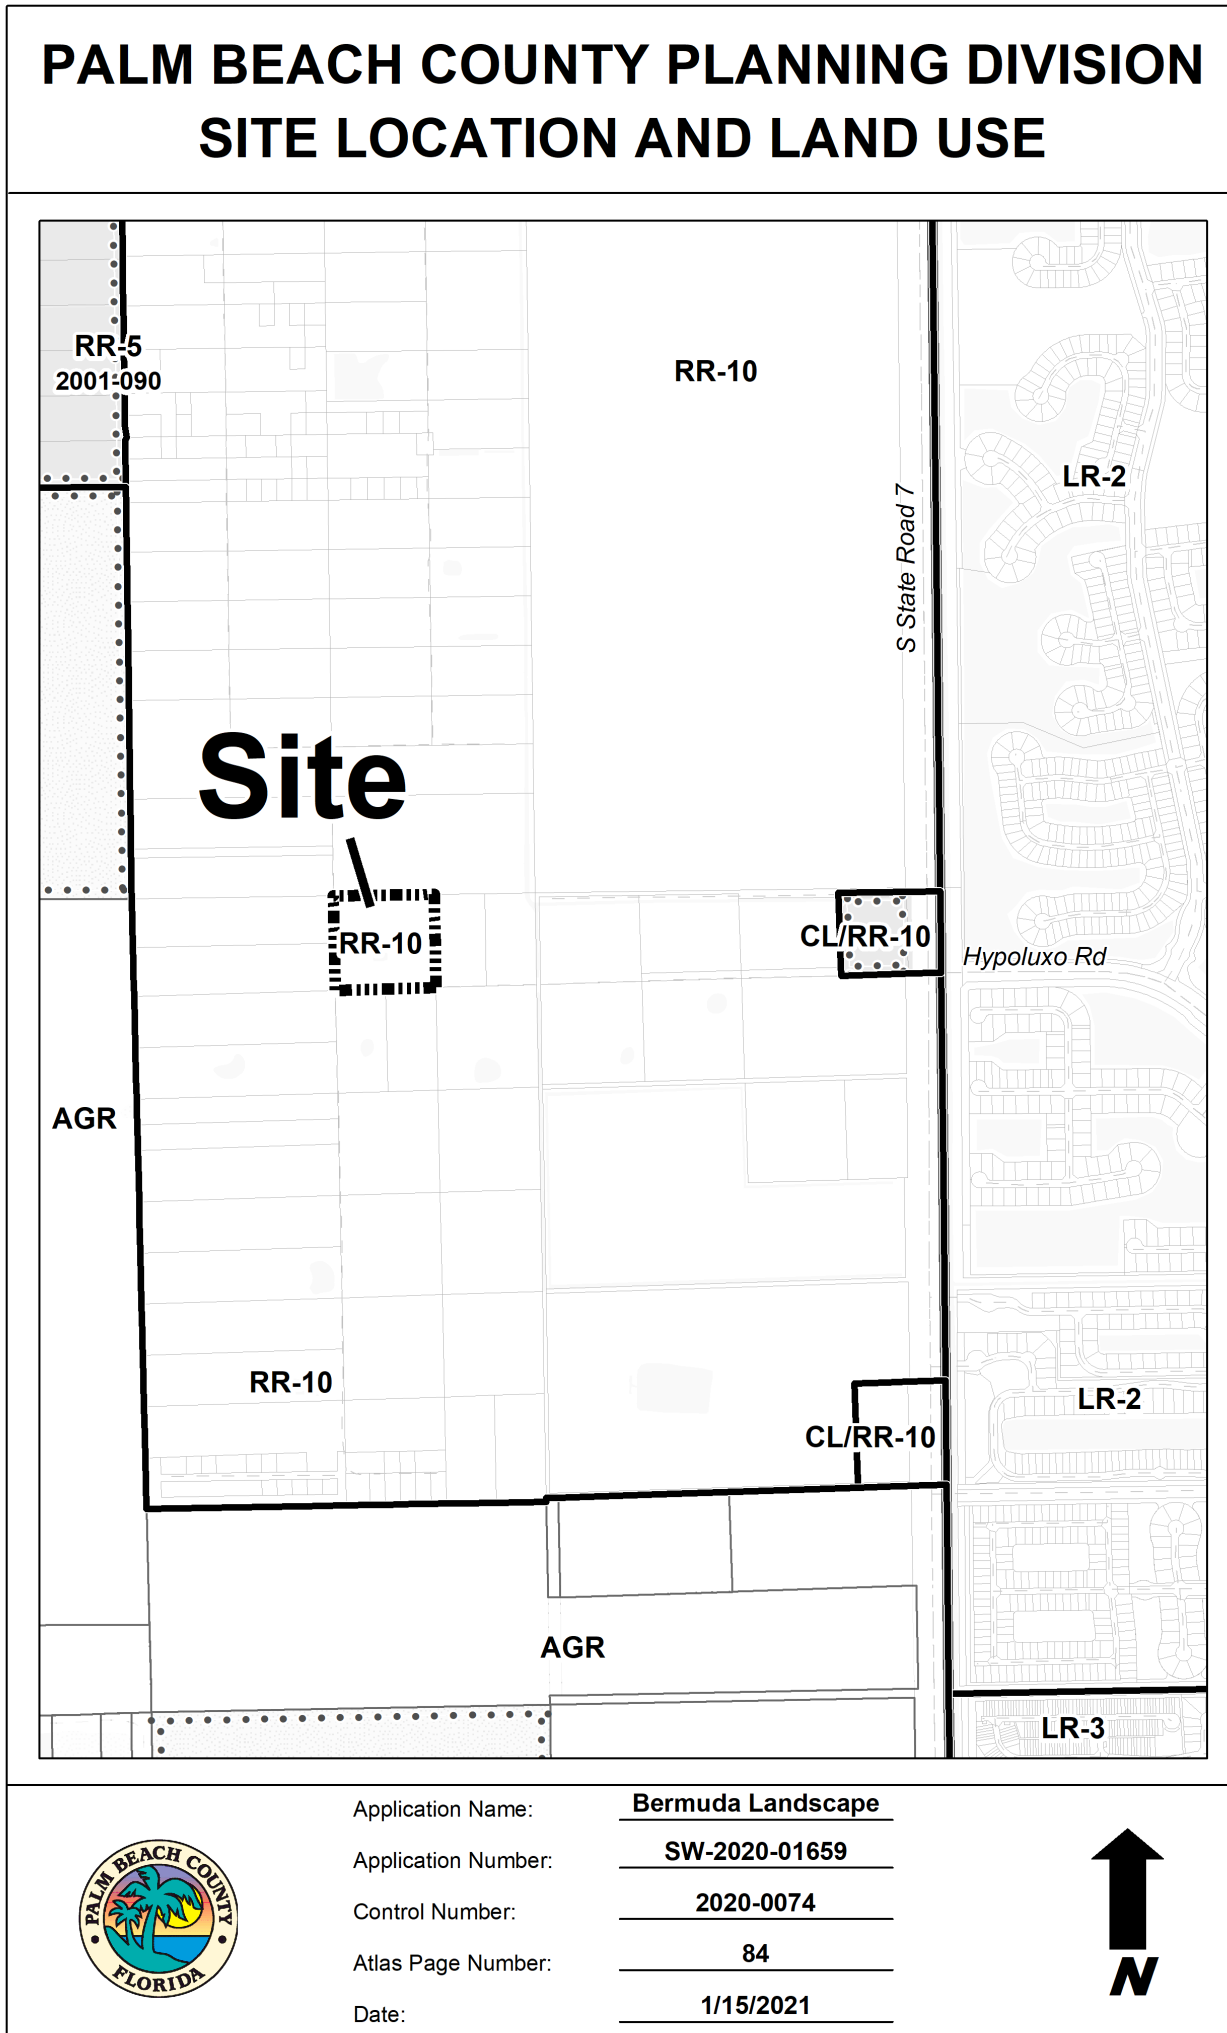 PALM BEACH COUNTY PLANNING DIVISION
SITE LOCATION AND LAND USE
RR-5
2001-090
RR-10
LR-2
S State Road 7
Site
RR-10
CL/RR-10
Hypoluxo Rd
AGR
RR-10
LR-2
CL/RR-10
AGR
LR-3
Application Name: Bermuda Landscape
Application Number: SW-2020-01659
Control Number: 2020-0074
Atlas Page Number: 84
Date: 1/15/2021
PALM BEACH COUNTY
FLORIDA
N